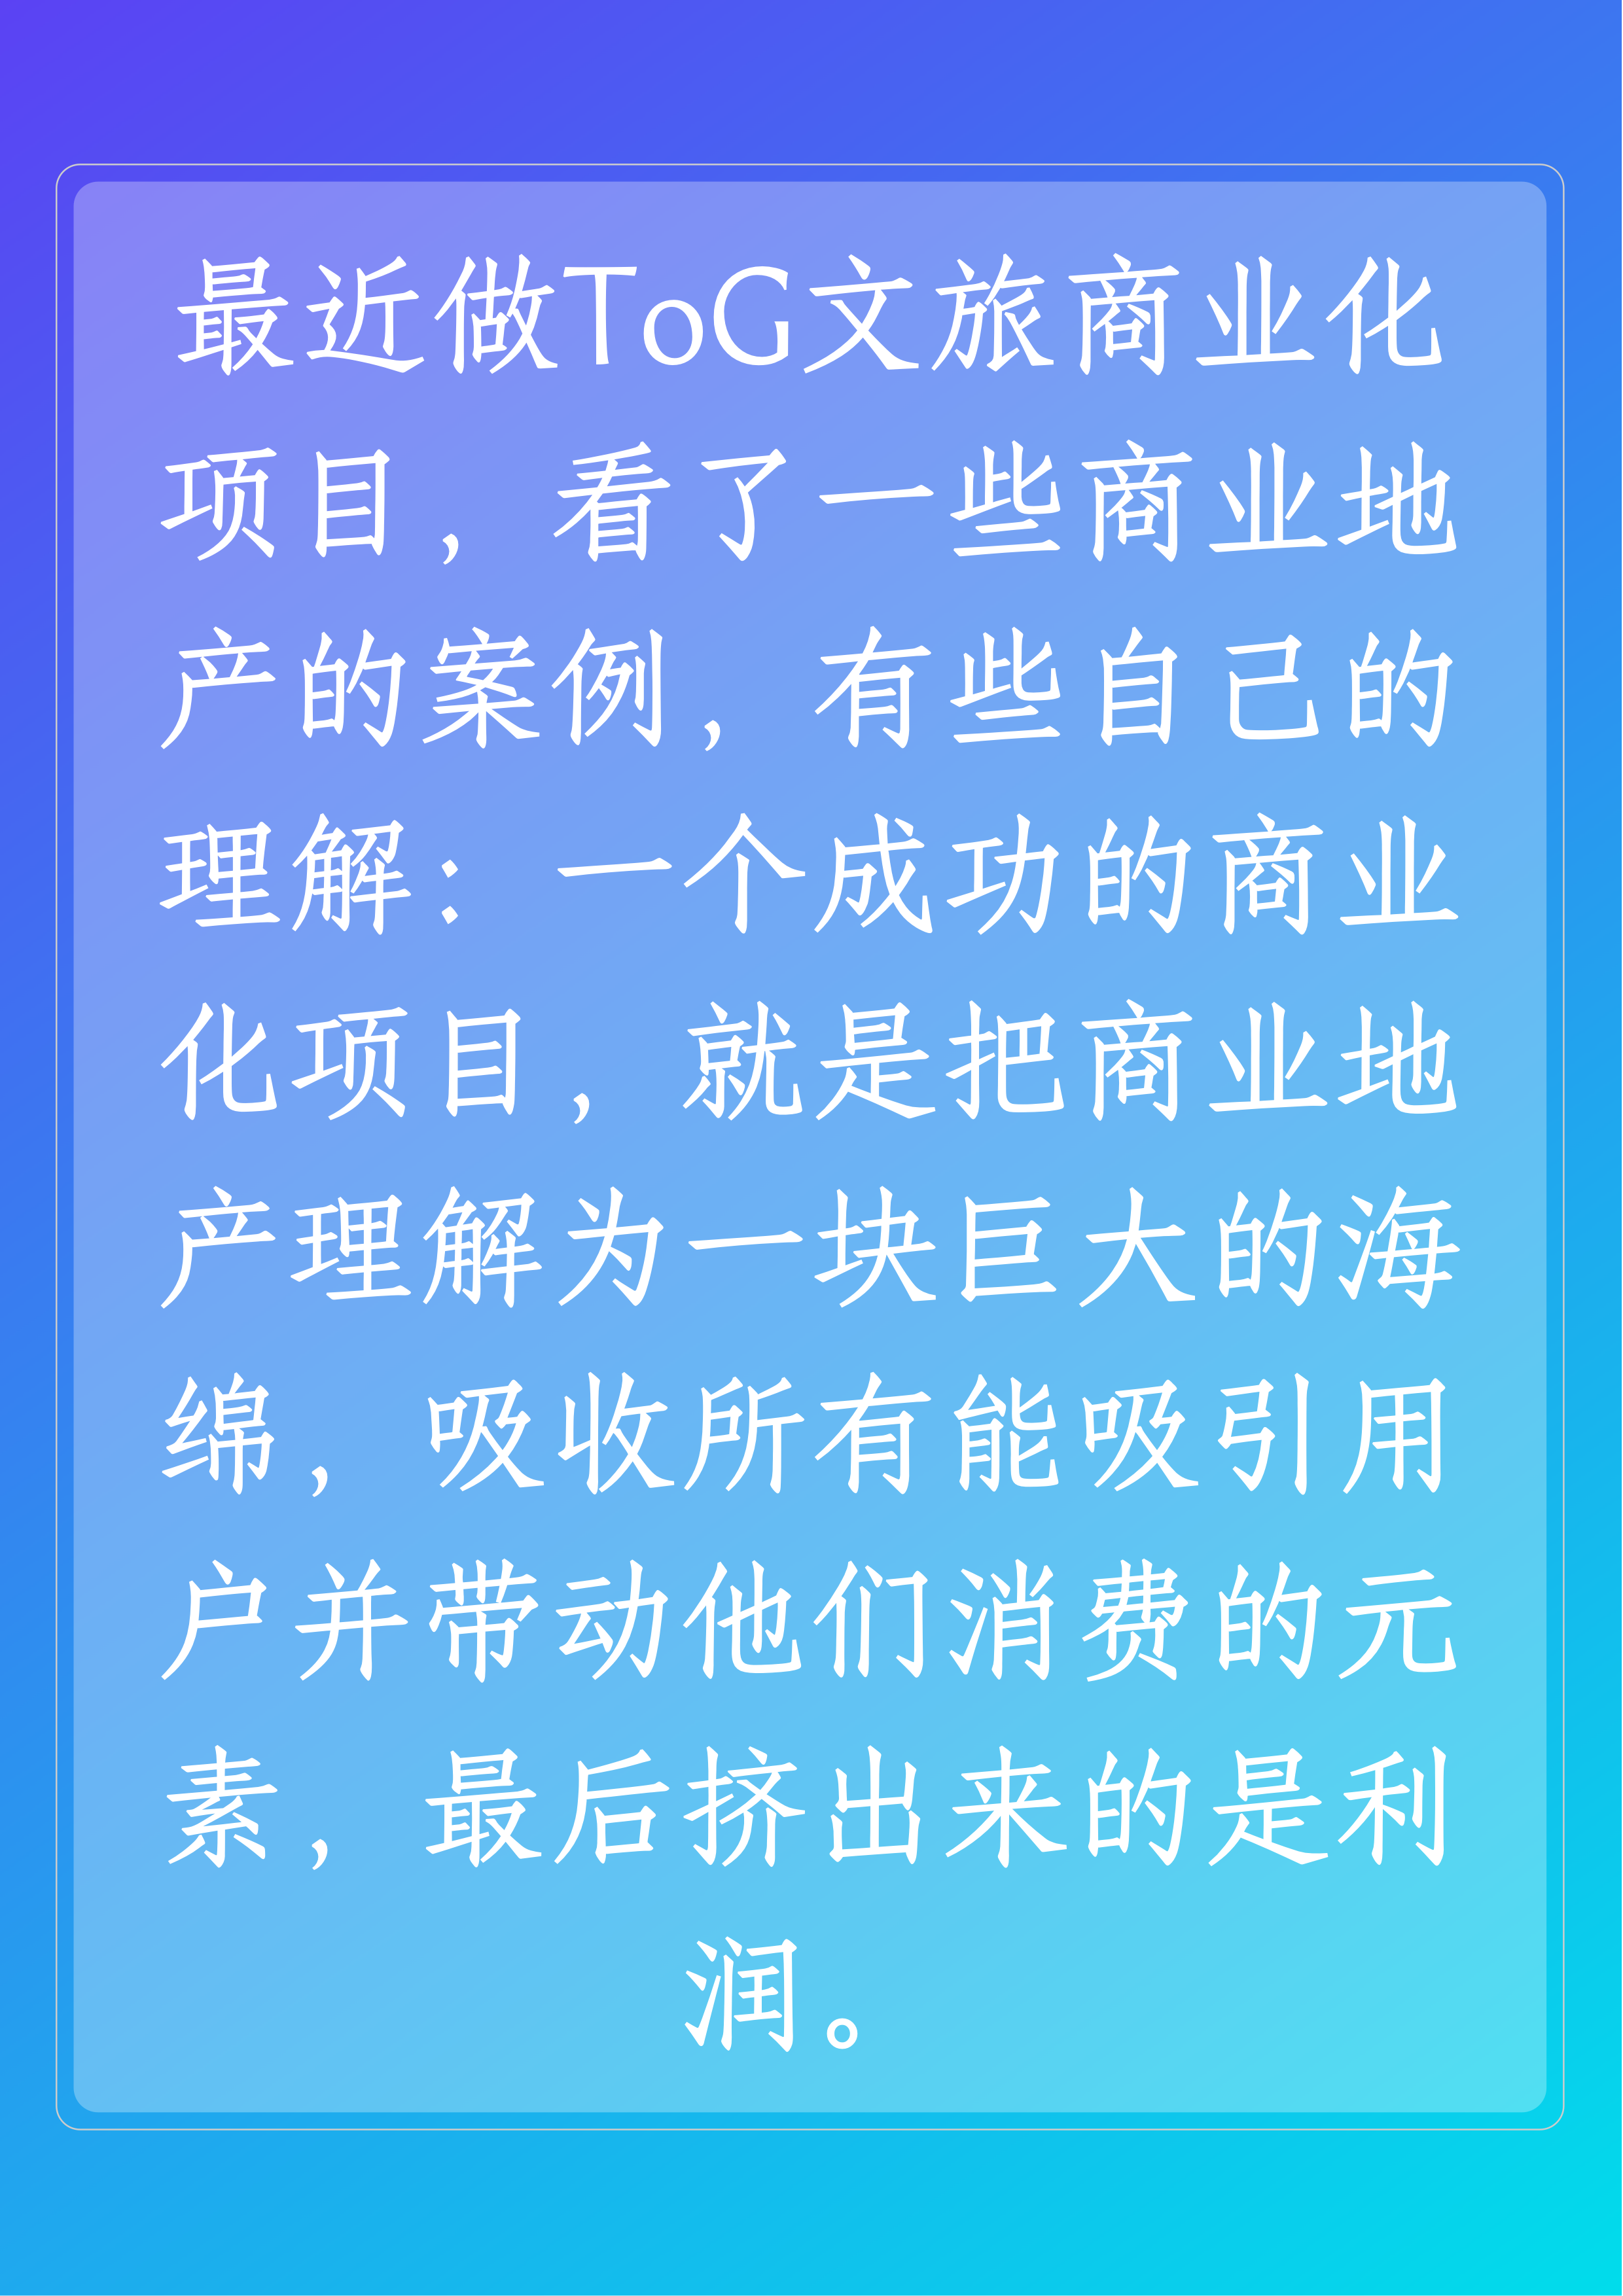 最近做ToG文族商业化
项目，看了一些商业地
产的案例，有些自己的
理解：一个成功的商业
化项目，就是把商业地
产理解为一块巨大的海
绵，吸收所有能吸引用
户并带动他们消费的元
素，最后挤出来的是利
润。